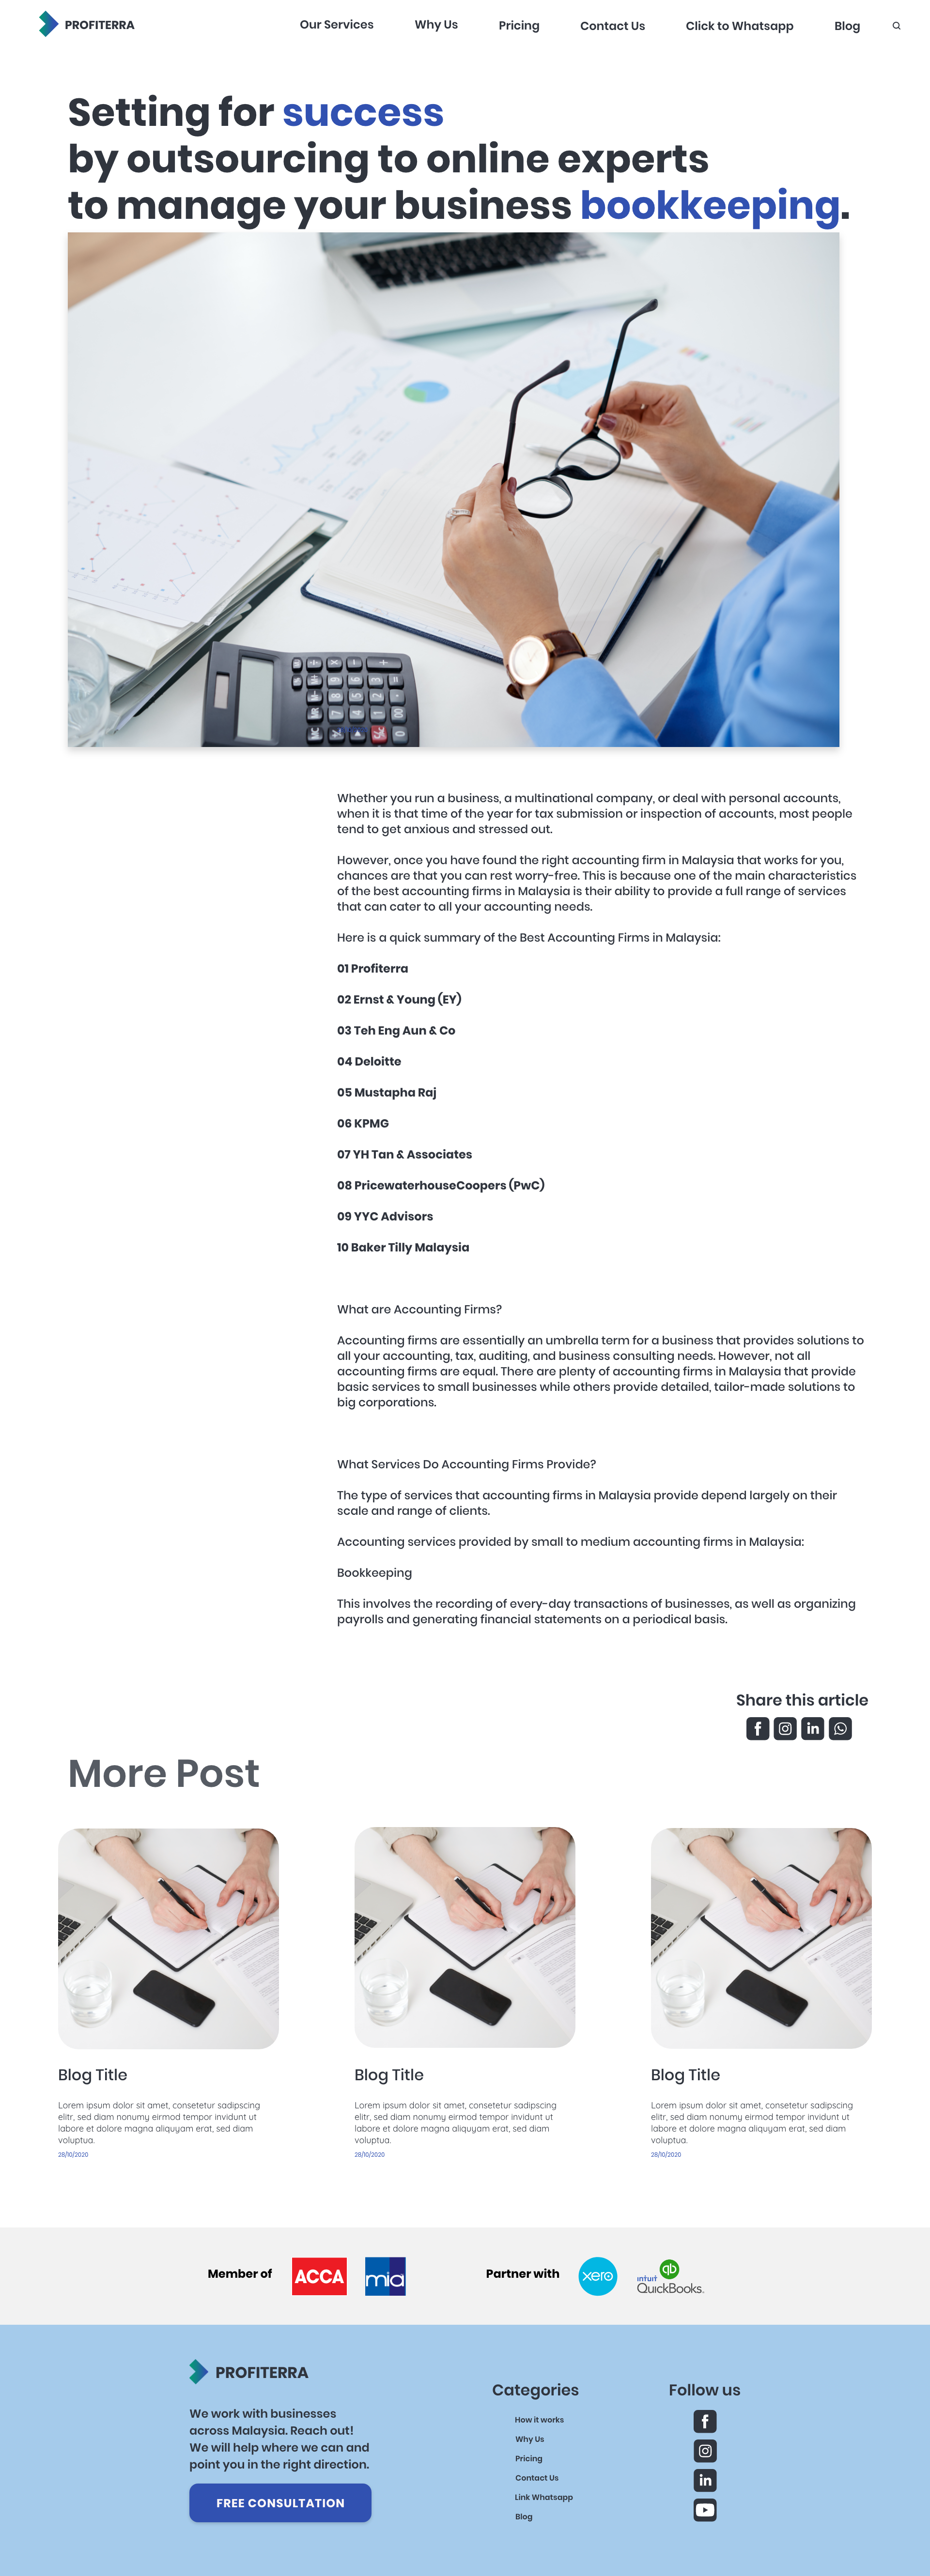 PROFITERRA
Our Services
Why Us
Pricing
Contact Us
Click to Whatsapp
Blog
Setting for success
by outsourcing to online experts
to manage your business bookkeeping.
Whether you run a business, a multinational company, or deal with personal accounts,
when it is that time of the year for tax submission or inspection of accounts, most people
tend to get anxious and stressed out.
However, once you have found the right accounting firm in Malaysia that works for you,
chances are that you can rest worry-free. This is because one of the main characteristics
of the best accounting firms in Malaysia is their ability to provide a full range of services
that can cater to all your accounting needs.
Here is a quick summary of the Best Accounting Firms in Malaysia:
01 Profiterra
02 Ernst & Young (EY)
03 Teh Eng Aun & Co
04 Deloitte
05 Mustapha Raj
06 KPMG
07 YH Tan & Associates
08 PricewaterhouseCoopers (PwC)
09 YYC Advisors
10 Baker Tilly Malaysia
What are Accounting Firms?
Accounting firms are essentially an umbrella term for a business that provides solutions to
all your accounting, tax, auditing, and business consulting needs. However, not all
accounting firms are equal. There are plenty of accounting firms in Malaysia that provide
basic services to small businesses while others provide detailed, tailor-made solutions to
big corporations.
What Services Do Accounting Firms Provide?
The type of services that accounting firms in Malaysia provide depend largely on their
scale and range of clients.
Accounting services provided by small to medium accounting firms in Malaysia:
Bookkeeping
This involves the recording of every-day transactions of businesses, as well as organizing
payrolls and generating financial statements on a periodical basis.
Share this article
More Post
Blog Title
Lorem ipsum dolor sit amet, consetetur sadipscing
elitr, sed diam nonumy eirmod tempor invidunt ut
labore et dolore magna aliquyam erat, sed diam
voluptua.
28/10/2020
Blog Title
Lorem ipsum dolor sit amet, consetetur sadipscing
elitr, sed diam nonumy eirmod tempor invidunt ut
labore et dolore magna aliquyam erat, sed diam
voluptua.
28/10/2020
Blog Title
Lorem ipsum dolor sit amet, consetetur sadipscing
elitr, sed diam nonumy eirmod tempor invidunt ut
labore et dolore magna aliquyam erat, sed diam
voluptua.
28/10/2020
Member of
ACCA
mia
Partner with
xero
qb
intuit
QuickBooks.
PROFITERRA
We work with businesses
across Malaysia. Reach out!
We will help where we can and
point you in the right direction.
FREE CONSULTATION
Categories
How it works
Why Us
Pricing
Contact Us
Link Whatsapp
Blog
Follow us